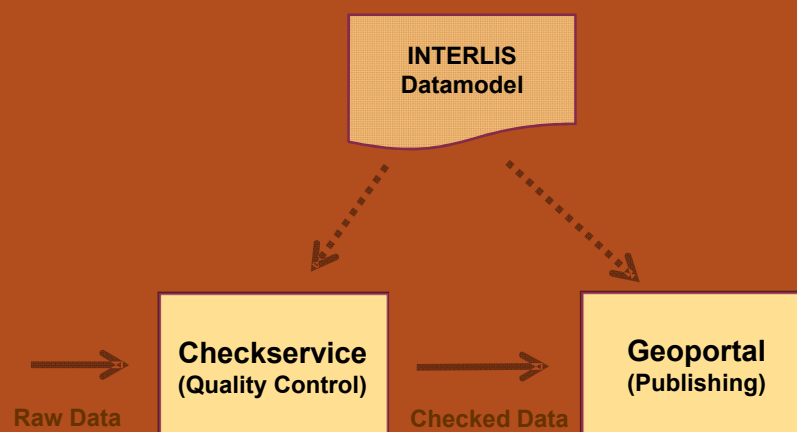 INTERLIS
Datamodel
Checkservice
(Quality Control)
Geoportal
(Publishing)
Raw Data
Checked Data